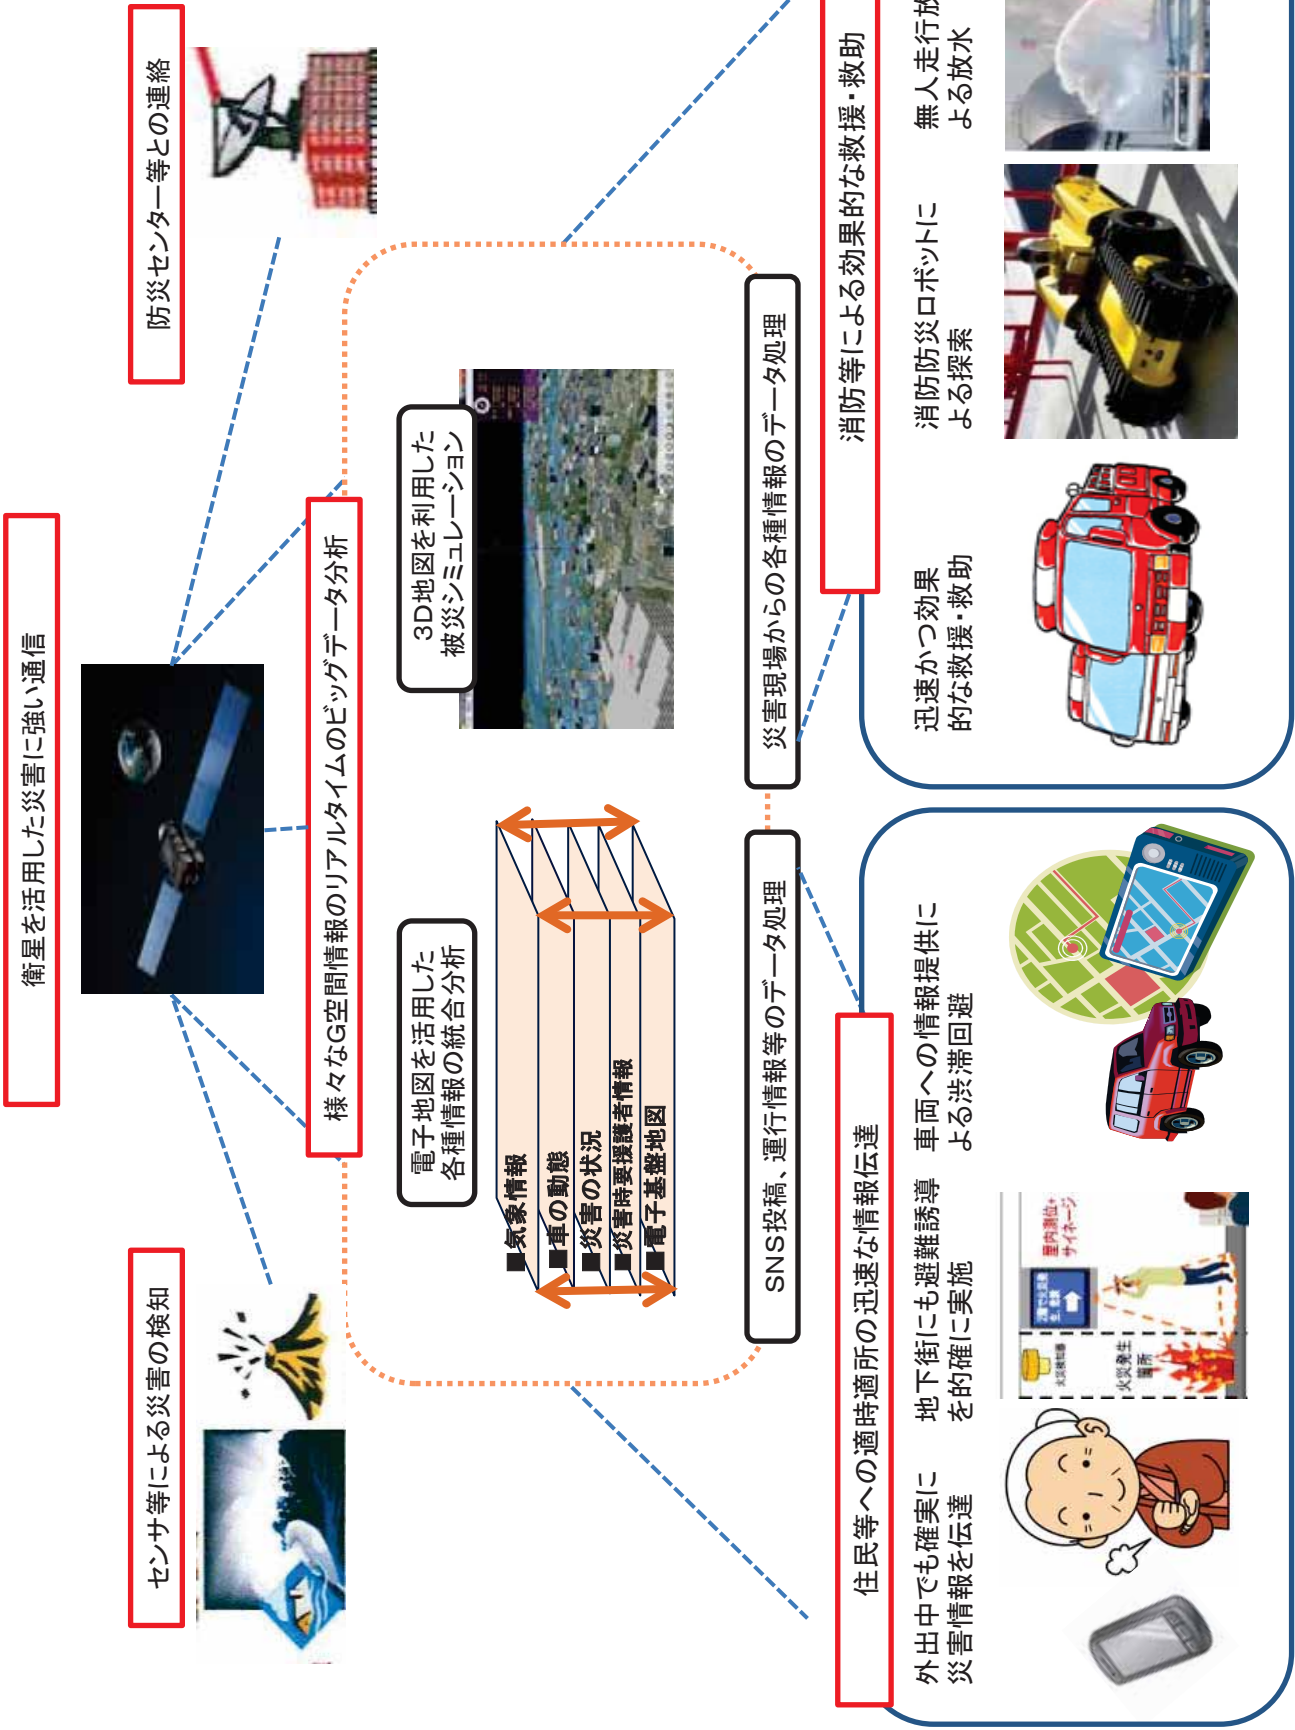 衛星を活用した災害に強い通信
センサ等による災害の検知
防災センター等との連絡
様々なG空間情報のリアルタイムのビッグデータ分析
電子地図を活用した
各種情報の統合分析
■気象情報
■車の動態
■災害の状況
■災害時要援護者情報
■電子基盤地図
3D地図を利用した
被災シミュレーション
SNS投稿、運行情報等のデータ処理
災害現場からの各種情報のデータ処理
住民等への適時適所の迅速な情報伝達
外出中でも確実に
災害情報を伝達
地下街にも避難誘導
を的確に実施
火災検知器
火災発生
箇所
屋内測位+
サイネージ
車両への情報提供に
よる渋滞回避
消防等による効果的な救援・救助
迅速かつ効果
的な救援・救助
消防防災ロボットに
よる探索
無人走行放
よる放水